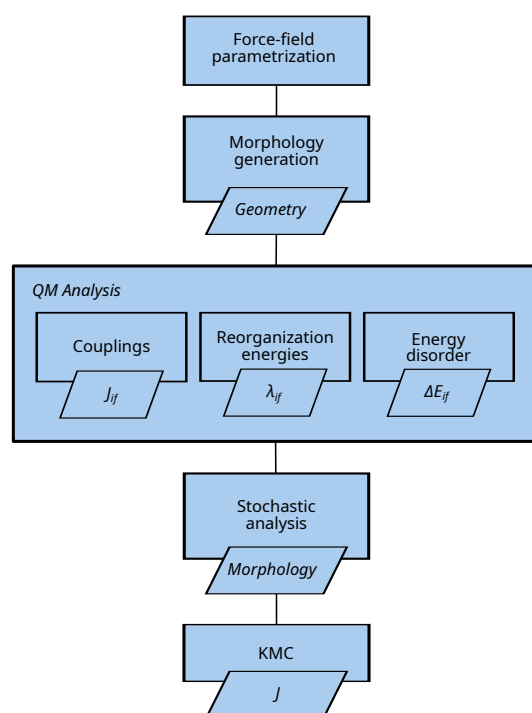 Force-field
parametrization
Morphology
generation
Geometry
QM Analysis
Couplings
J_if
Reorganization
energies
λ_if
Energy
disorder
ΔE_if
Stochastic
analysis
Morphology
KMC
J